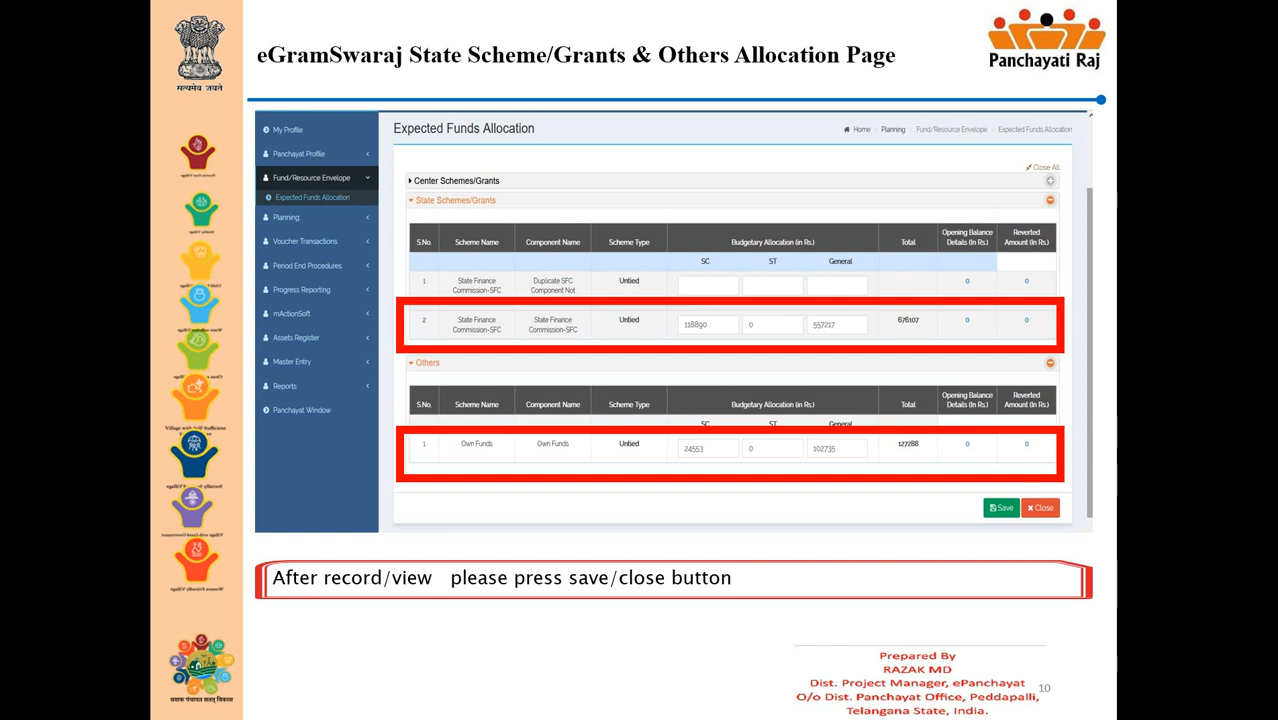 सत्यमेव जयते
eGramSwaraj State Scheme/Grants & Others Allocation Page
Panchayati Raj
My Profile
Panchayat Profile
Fund/Resource Envelope
Expected Funds Allocation
Planning
Voucher Transactions
Period End Procedures
Progress Reporting
mActionSoft
Assets Register
Master Entry
Reports
Panchayat Window
Expected Funds Allocation
Home Planning Fund/Resource Envelope Expected Funds Allocation
Close All
Center Schemes/Grants
State Schemes/Grants
S.No. Scheme Name Component Name Scheme Type Budgetary Allocation (in Rs.) Total Opening Balance Details (In Rs.) Reverted Amount (In Rs.)
SC ST General
1 State Finance Commission-SFC Duplicate SFC Component Not Untied 0 0
2 State Finance Commission-SFC State Finance Commission-SFC Untied 118890 0 557217 676107 0 0
Others
S.No. Scheme Name Component Name Scheme Type Budgetary Allocation (in Rs.) Total Opening Balance Details (In Rs.) Reverted Amount (In Rs.)
SC ST General
1 Own Funds Own Funds Untied 24553 0 102735 127288 0 0
Save Close
After record/view please press save/close button
सशक्त पंचायत सतत् विकास
Prepared By
RAZAK MD
Dist. Project Manager, ePanchayat
O/o Dist. Panchayat Office, Peddapalli,
Telangana State, India.
10